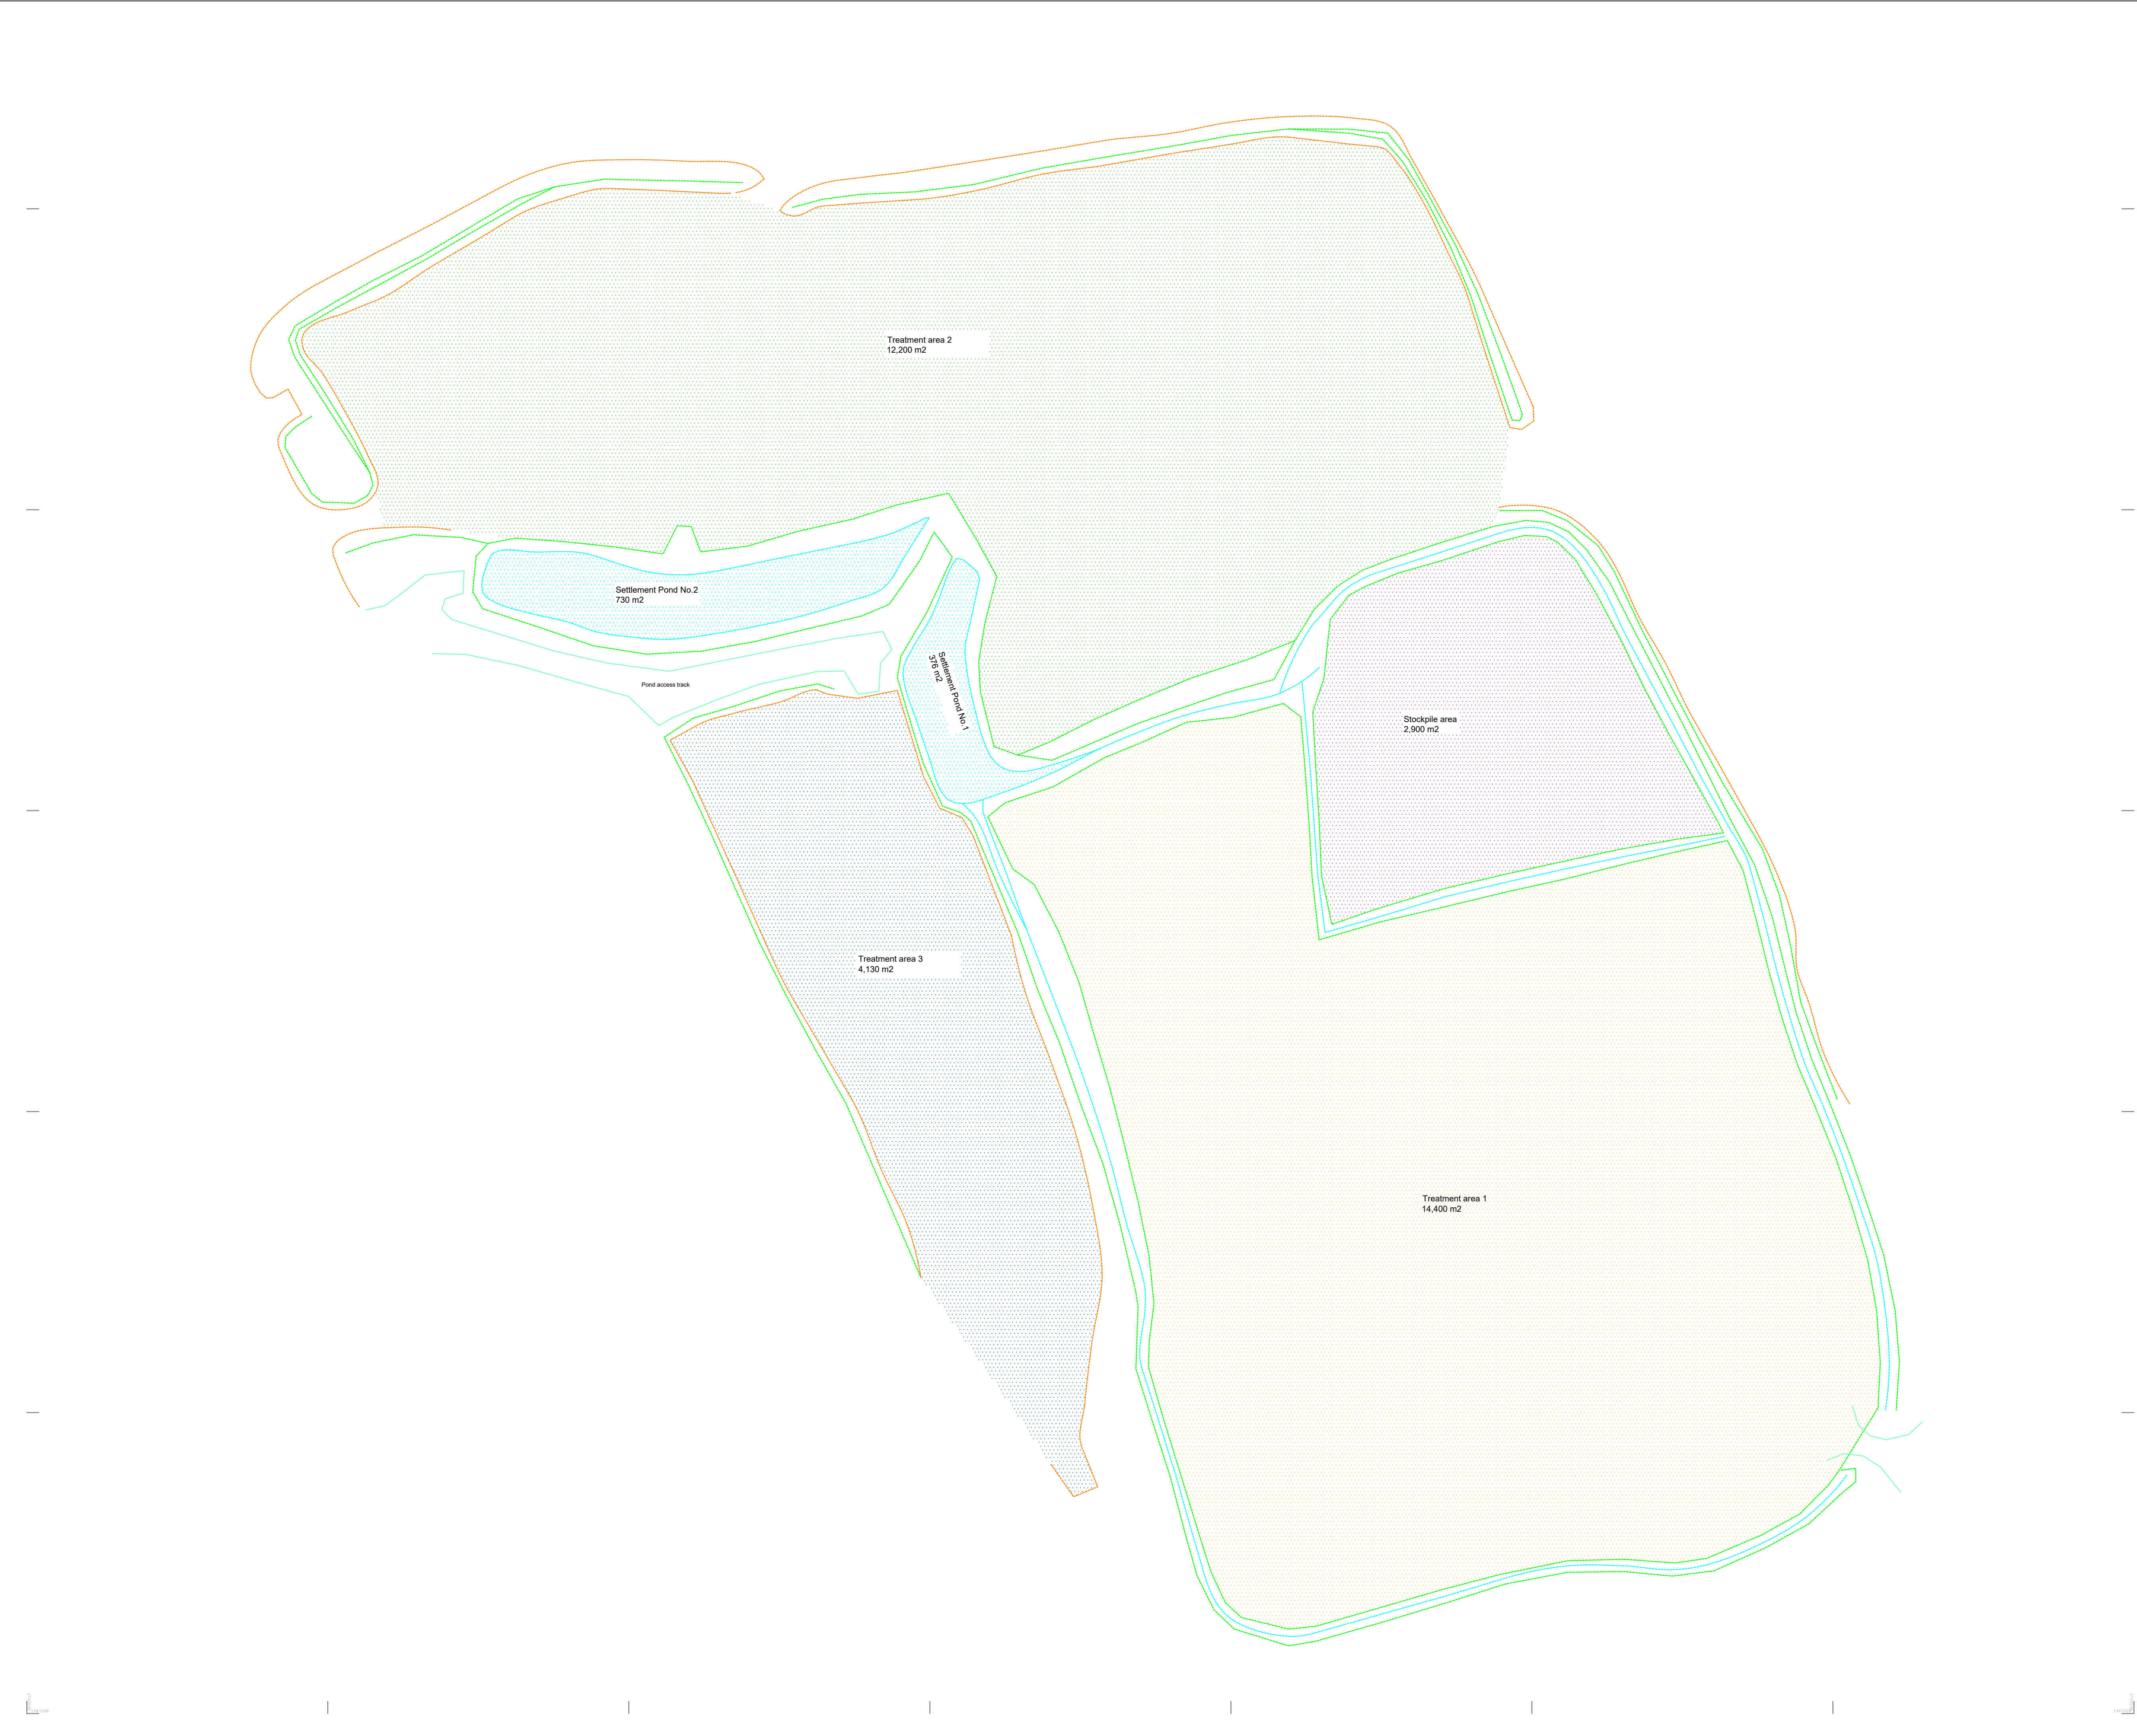 Treatment area 2
12,200 m2
Settlement Pond No.2
730 m2
Settlement Pond No.1
376 m2
Pond access track
Stockpile area
2,900 m2
Treatment area 3
4,130 m2
Treatment area 1
14,400 m2